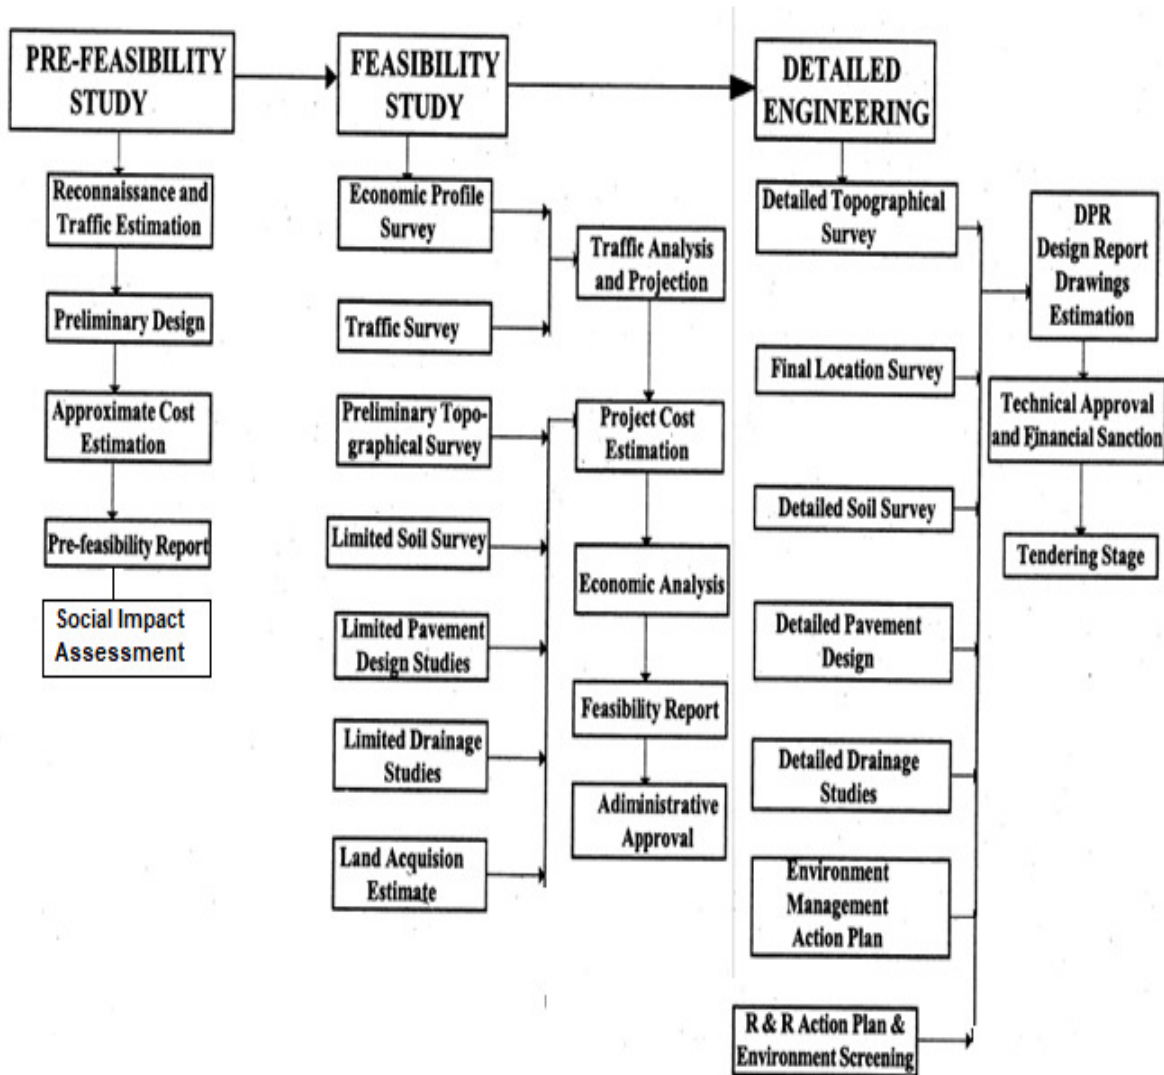 PRE-FEASIBILITY
STUDY
Reconnaissance and
Traffic Estimation
Preliminary Design
Approximate Cost
Estimation
Pre-feasibility Report
Social Impact
Assessment
FEASIBILITY
STUDY
Economic Profile
Survey
Traffic Survey
Preliminary Topo-
graphical Survey
Limited Soil Survey
Limited Pavement
Design Studies
Limited Drainage
Studies
Land Acquision
Estimate
Traffic Analysis
and Projection
Project Cost
Estimation
Economic Analysis
Feasibility Report
Adiministrative
Approval
DETAILED
ENGINEERING
Detailed Topographical
Survey
Final Location Survey
Detailed Soil Survey
Detailed Pavement
Design
Detailed Drainage
Studies
Environment
Management
Action Plan
R & R Action Plan &
Environment Screening
DPR
Design Report
Drawings
Estimation
Technical Approval
and Financial Sanction
Tendering Stage